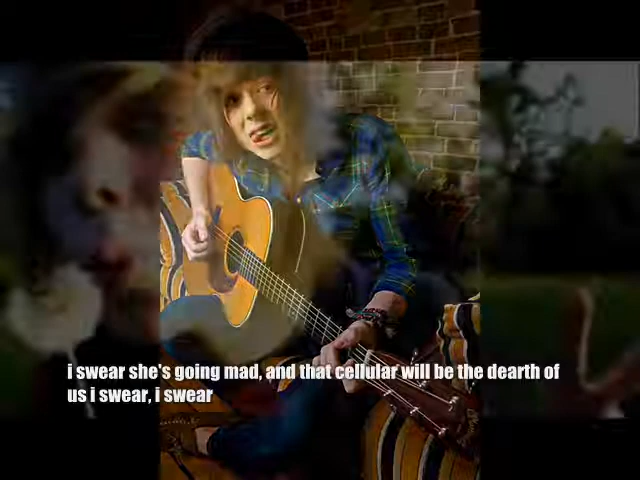 i swear she's going mad, and that cellular will be the dearth of
us i swear, i swear